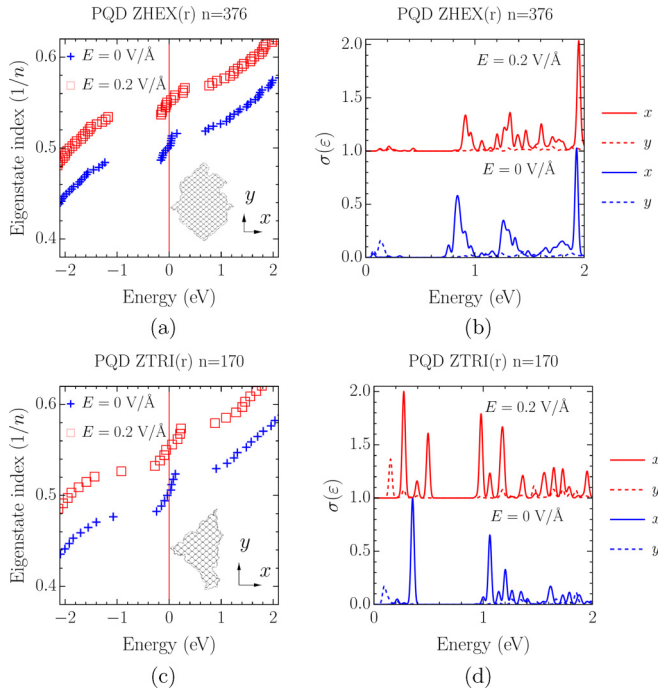 PQD ZHEX(r) n=376
PQD ZHEX(r) n=376
Eigenstate index (1/n)
0.6
0.5
0.4
E = 0 V/Å
E = 0.2 V/Å
y
x
−2
−1
0
1
2
Energy (eV)
(a)
σ(ε)
2.0
1.5
1.0
0.5
0.0
E = 0.2 V/Å
E = 0 V/Å
0
1
2
Energy (eV)
x
y
x
y
(b)
PQD ZTRI(r) n=170
PQD ZTRI(r) n=170
Eigenstate index (1/n)
0.6
0.5
0.4
E = 0 V/Å
E = 0.2 V/Å
y
x
−2
−1
0
1
2
Energy (eV)
(c)
σ(ε)
2.0
1.5
1.0
0.5
0.0
E = 0.2 V/Å
E = 0 V/Å
0
1
2
Energy (eV)
x
y
x
y
(d)